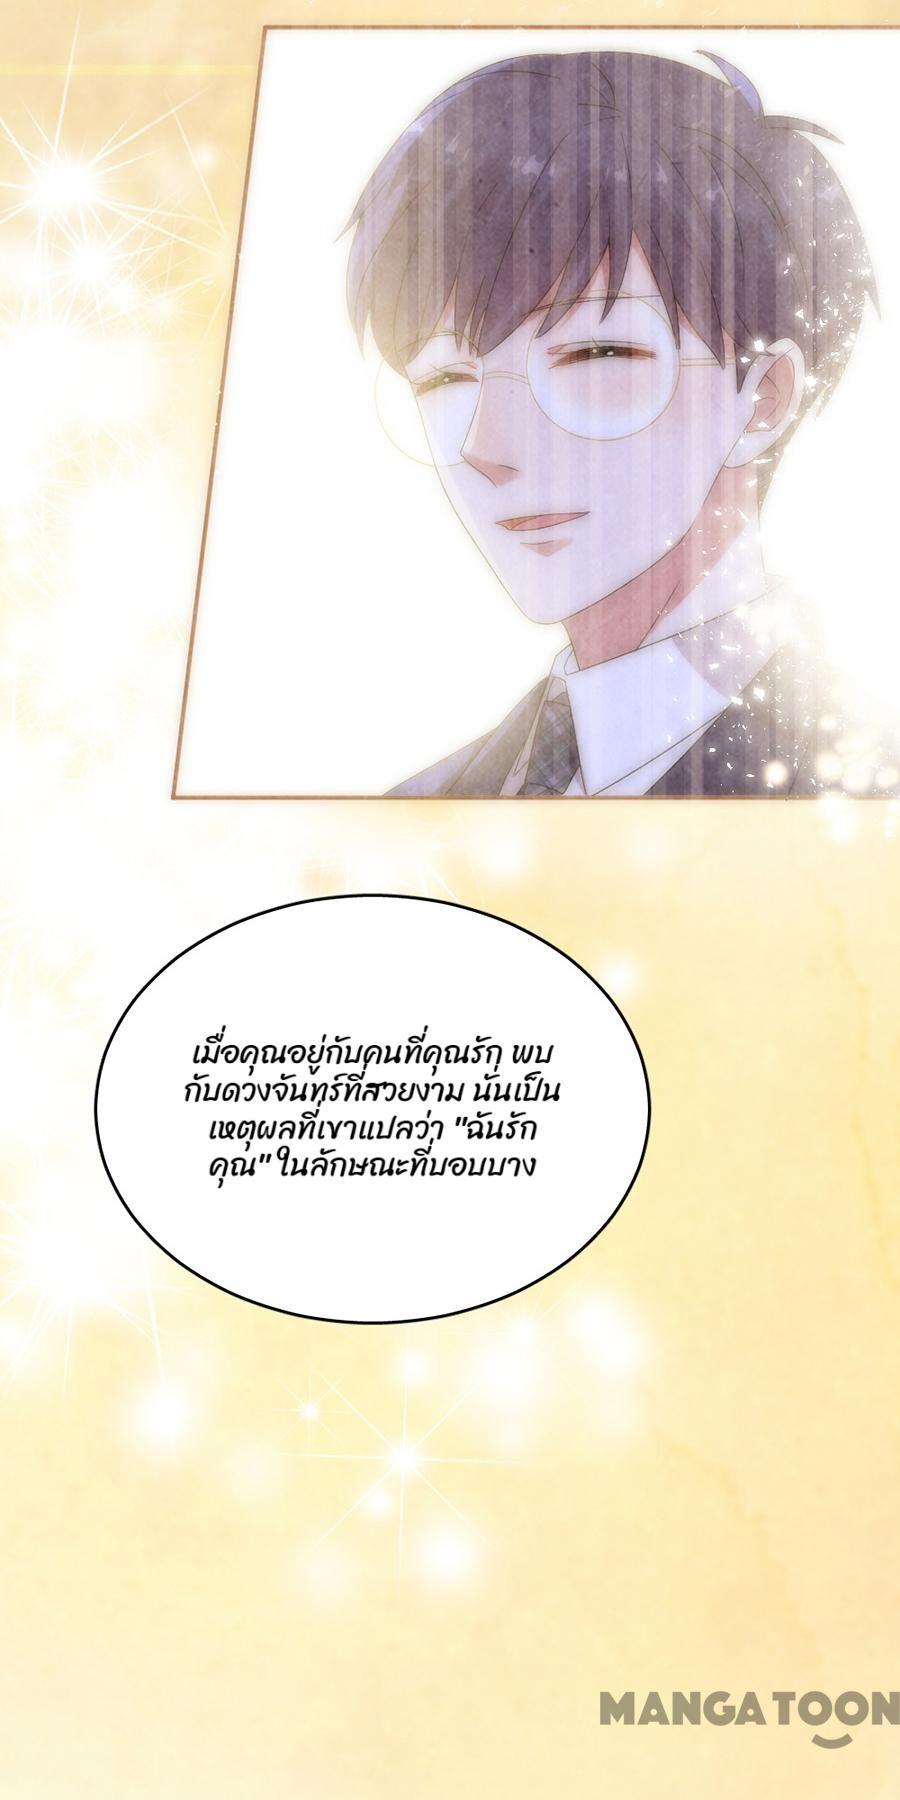 เมื่อคุณอยู่กับคนที่คุณรัก พบ
กับดวงจันทร์ที่สวยงาม นั่นเป็น
เหตุผลที่เขาแปลว่า "ฉันรัก
คุณ" ในลักษณะที่บอบบาง
MANGATOON